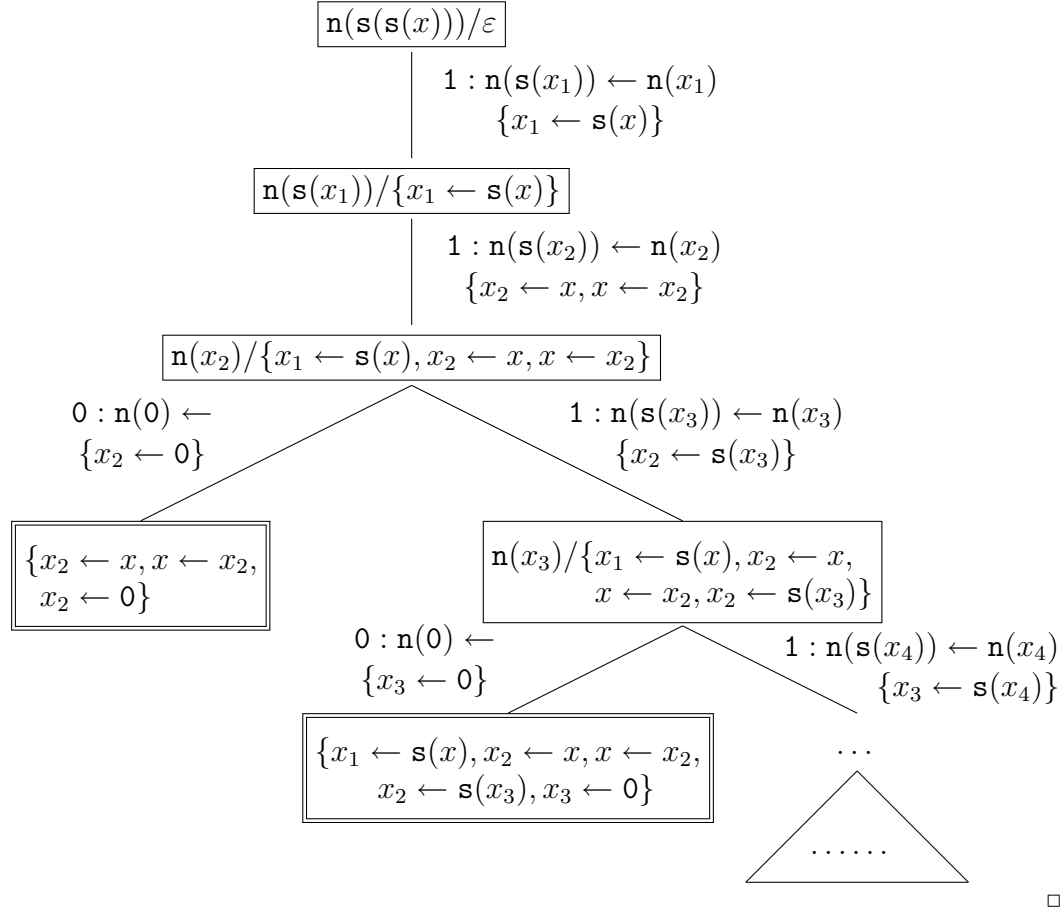 n(s(s(x)))/ε
1 : n(s(x₁)) ← n(x₁)
{x₁ ← s(x)}
n(s(x₁))/{x₁ ← s(x)}
1 : n(s(x₂)) ← n(x₂)
{x₂ ← x, x ← x₂}
n(x₂)/{x₁ ← s(x), x₂ ← x, x ← x₂}
0 : n(0) ←
{x₂ ← 0}
1 : n(s(x₃)) ← n(x₃)
{x₂ ← s(x₃)}
{x₂ ← x, x ← x₂,
x₂ ← 0}
n(x₃)/{x₁ ← s(x), x₂ ← x,
x ← x₂, x₂ ← s(x₃)}
0 : n(0) ←
{x₃ ← 0}
1 : n(s(x₄)) ← n(x₄)
{x₃ ← s(x₄)}
{x₁ ← s(x), x₂ ← x, x ← x₂,
x₂ ← s(x₃), x₃ ← 0}
...
......
□